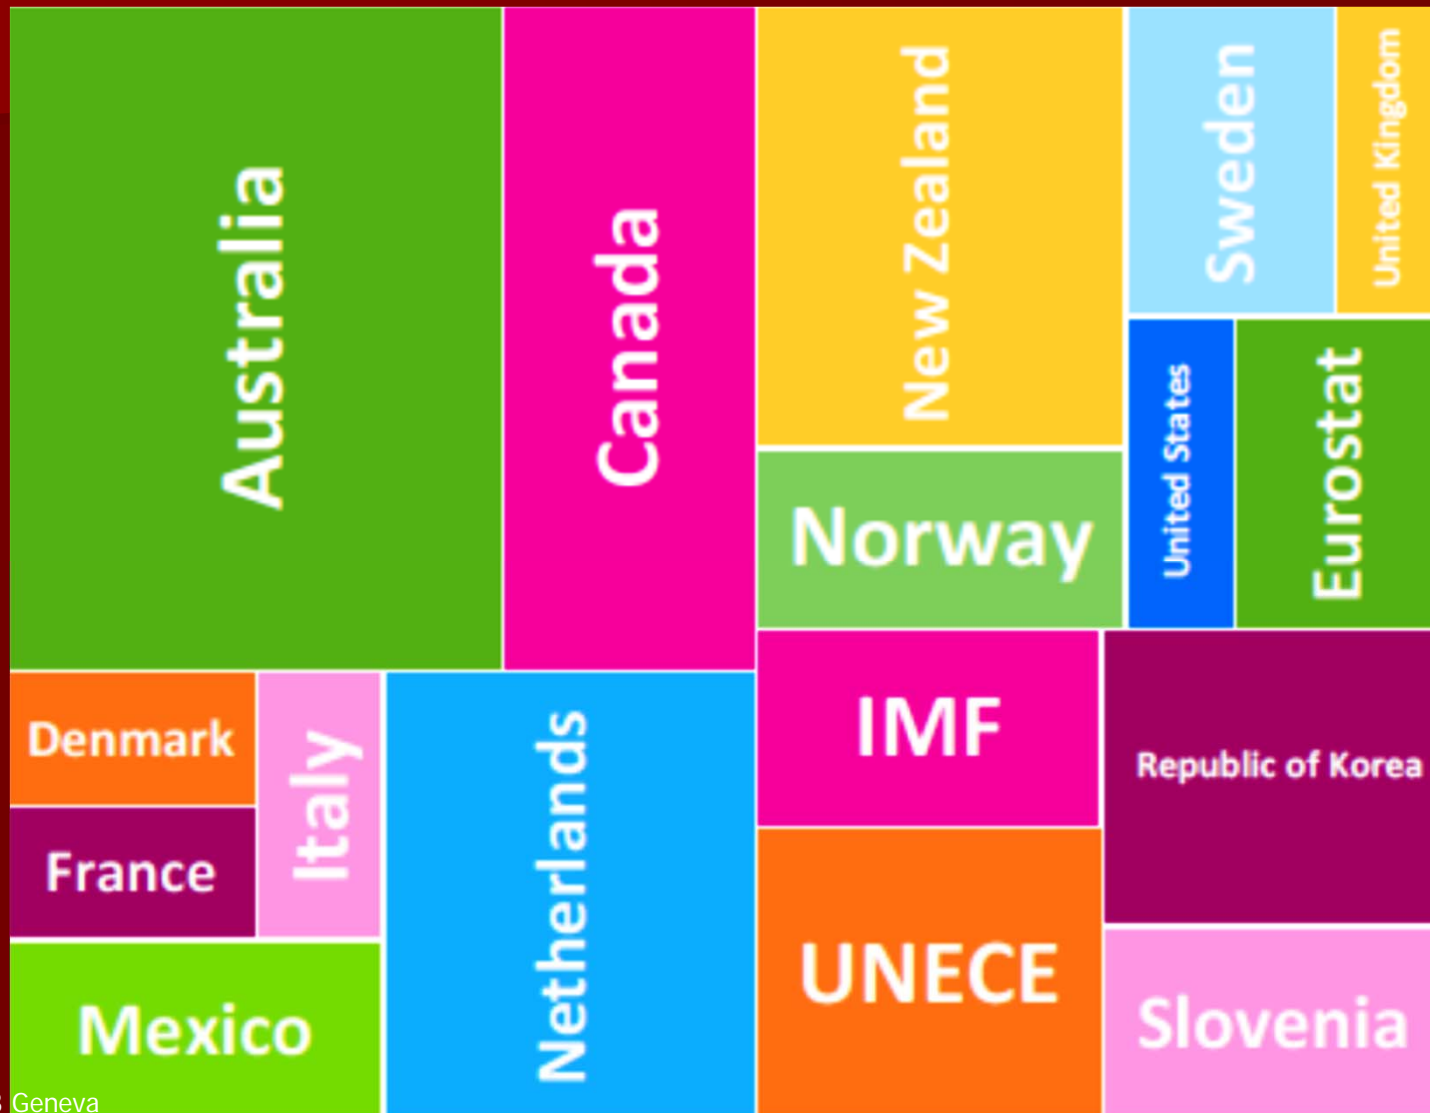 Australia
Canada
New Zealand
Sweden
United Kingdom
United States
Eurostat
Norway
Denmark
France
Italy
Mexico
Netherlands
IMF
UNECE
Republic of Korea
Slovenia
Geneva